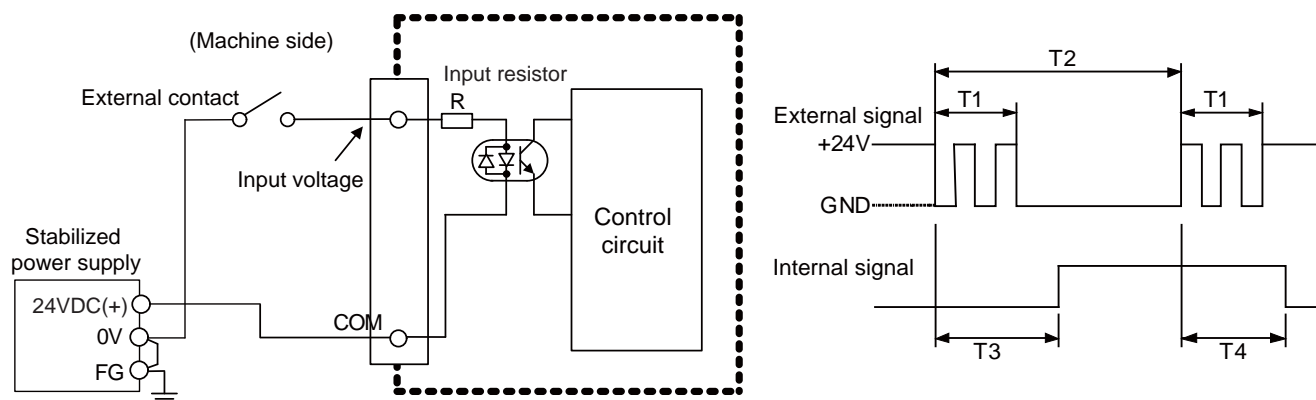 (Machine side)
External contact
Input resistor
R
Input voltage
Control
circuit
Stabilized
power supply
24VDC(+)
0V
FG
COM
T2
T1
T1
External signal
+24V
GND
Internal signal
T3
T4